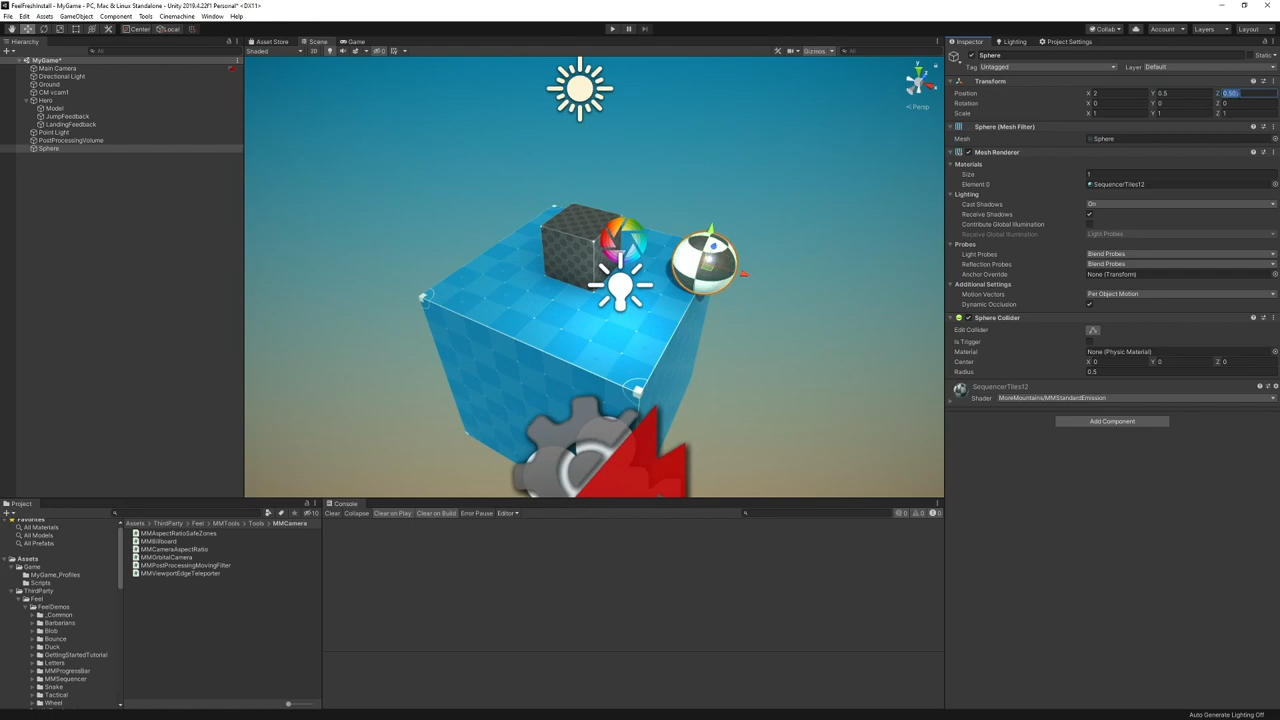 FeelFreshInstall - MyGame - PC, Mac & Linux Standalone - Unity 2019.4.22f1 Personal* <DX11>
File Edit Assets GameObject Component Tools Cinemachine Window Help
Center Local Collab Account Layers Layout
Hierarchy
All
MyGame*
Main Camera
Directional Light
Ground
CM vcam1
Hero
Model
JumpFeedback
LandingFeedback
Point Light
PostProcessingVolume
Sphere
Asset Store Scene Game
Shaded 2D 0 Gizmos All
y
Persp
Inspector Lighting Project Settings
Sphere Static
Tag Untagged Layer Default
Transform
Position X 2 Y 0.5 Z
Rotation X 0 Y 0 Z 0
Scale X 1 Y 1 Z 1
Sphere (Mesh Filter)
Mesh Sphere
Mesh Renderer
Materials
Size 1
Element 0 SequencerTiles12
Lighting
Cast Shadows On
Receive Shadows
Contribute Global Illumination
Receive Global Illumination Light Probes
Probes
Light Probes Blend Probes
Reflection Probes Blend Probes
Anchor Override None (Transform)
Additional Settings
Motion Vectors Per Object Motion
Dynamic Occlusion
Sphere Collider
Edit Collider
Is Trigger
Material None (Physic Material)
Center X 0 Y 0 Z 0
Radius 0.5
SequencerTiles12
Shader MoreMountains/MMStandardEmission
Add Component
Project
10
Favorites
All Materials
All Models
All Prefabs
Assets
Game
MyGame_Profiles
Scripts
ThirdParty
Feel
FeelDemos
_Common
Barbarians
Blob
Bounce
Duck
GettingStartedTutorial
Letters
MMProgressBar
MMSequencer
Snake
Tactical
Wheel
Assets > ThirdParty > Feel > MMTools > Tools > MMCamera
MMAspectRatioSafeZones
MMBillboard
MMCameraAspectRatio
MMOrbitalCamera
MMPostProcessingMovingFilter
MMViewportEdgeTeleporter
Console
Clear Collapse Clear on Play Clear on Build Error Pause Editor 0 0 0
Auto Generate Lighting Off